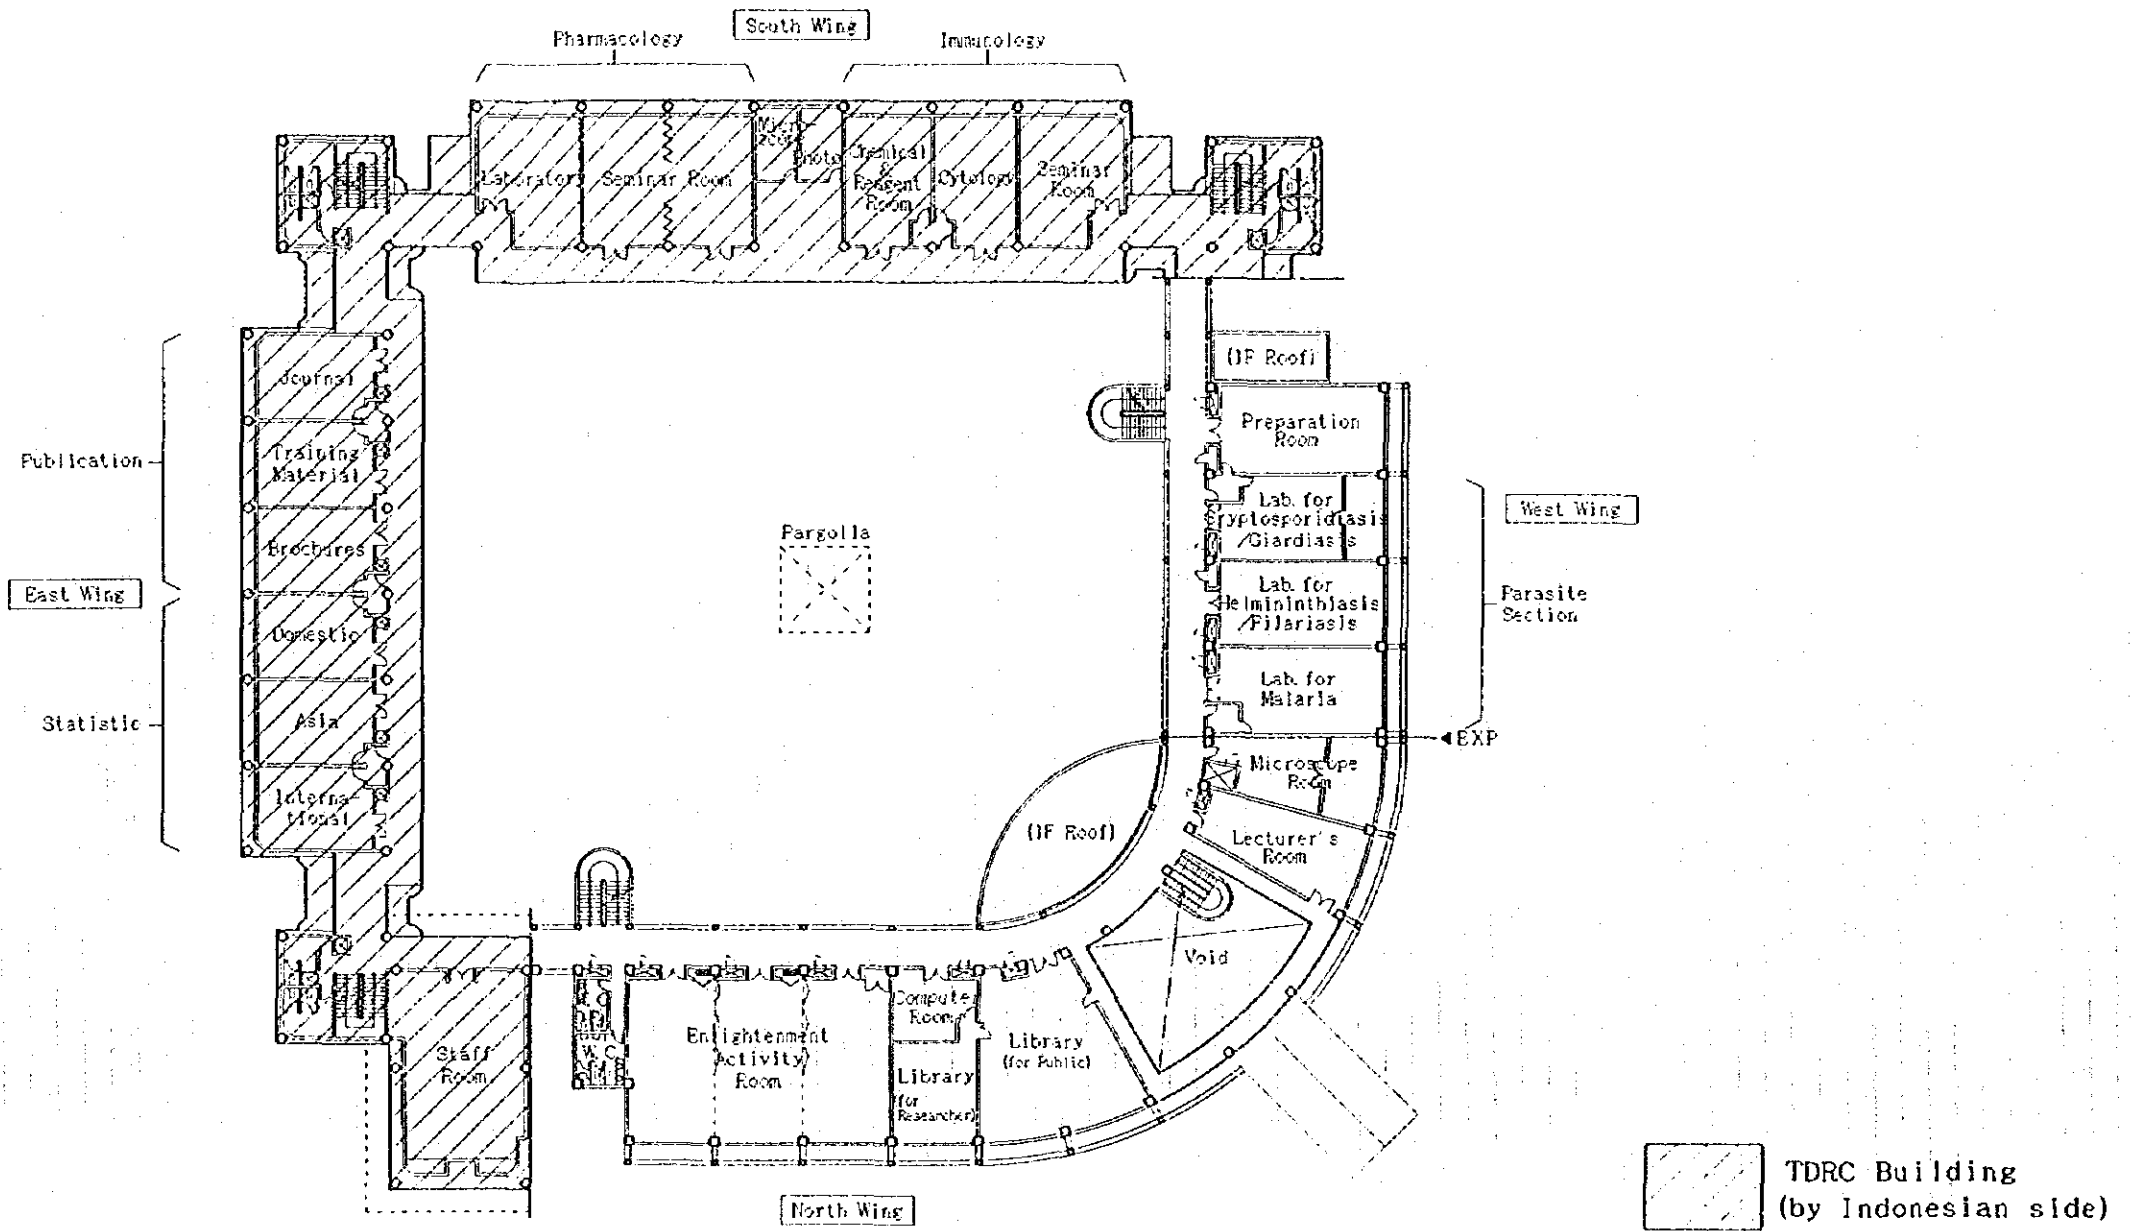 South Wing
Pharmacology
Immunology
Micro-
scope
Photo
Chemical
&
Reagent
Room
Laboratory
Seminar Room
Cytology
Seminar
Room
(1F Roof)
Journal
Preparation
Room
Publication
Training
Material
Lab. for
Cryptosporidiasis
/Giardiasis
West Wing
Pargolla
Brochures
East Wing
Lab. for
Helmininthiasis
/Filariasis
Parasite
Section
Domestic
Lab. for
Malaria
Statistic
Asia
EXP
Microscope
Room
Interna-
tional
(1F Roof)
Lecturer's
Room
Void
Computer
Room
Enlightenment
Activity
Room
Library
(for Public)
W.C
Staff
Room
Library
(for
Researcher)
North Wing
TDRC Building
(by Indonesian side)